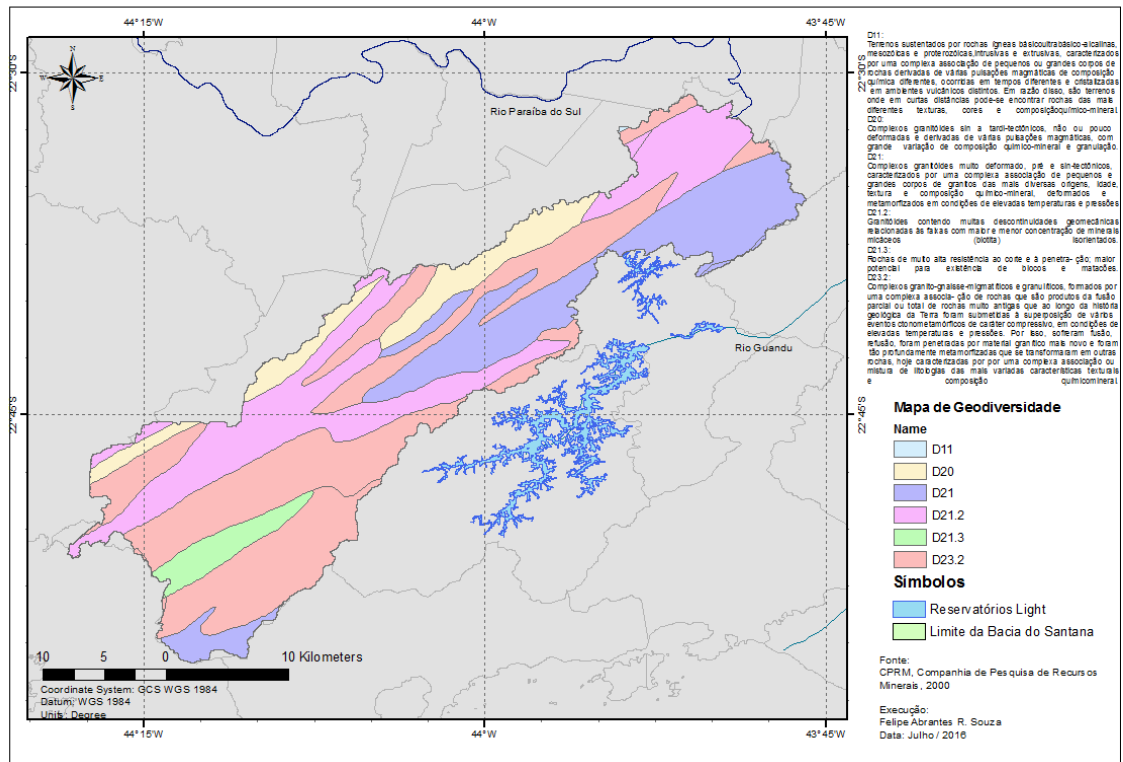 44°15'W 44°0'W 43°45'W
22°30'S
N
W E
S
Rio Paraíba do Sul
22°30'S
Rio Guandu
22°45'S
22°45'S
10 5 0 10 Kilometers
Coordinate System: GCS WGS 1984
Datum: WGS 1984
Units: Degree
44°15'W 44°0'W 43°45'W
D11:
Terrenos sustentados por rochas ígneas básicoultrabásico-alcalinas,
mesozóicas e proterozóicas,intrusivas e extrusivas, caracterizados
por uma complexa associação de pequenos ou grandes corpos de
rochas derivadas de várias pulsações magmáticas de composição
química diferentes, ocorridas em tempos diferentes e cristalizadas
em ambientes vulcânicos distintos. Em razão disso, são terrenos
onde em curtas distâncias pode-se encontrar rochas das mais
diferentes texturas, cores e composiçãoquímico-mineral.
D20:
Complexos granitóides sin a tardi-tectônicos, não ou pouco
deformadas e derivadas de várias pulsações magmáticas, com
grande variação de composição químico-mineral e granulação.
D21:
Complexos granitóides muito deformado, pré e sin-tectônicos,
caracterizados por uma complexa associação de pequenos e
grandes corpos de granitos das mais diversas origens, idade,
textura e composição químico-mineral, deformados e
metamorfizados em condições de elevadas temperaturas e pressões
D21.2:
Granitóides contendo muitas descontinuidades geomecânicas
relacionadas às faixas com maior e menor concentração de minerais
micáceos (biotita) isorientados.
D21.3:
Rochas de muito alta resistência ao corte e à penetra- ção; maior
potencial para existência de blocos e matacões.
D23.2:
Complexos granito-gnaisse-migmatíticos e granulíticos, formados por
uma complexa associa- ção de rochas que são produtos da fusão
parcial ou total de rochas muito antigas que ao longo da história
geológica da Terra foram submetidas à superposição de vários
eventos ctonometamórficos de caráter compressivo, em condições de
elevadas temperaturas e pressões. Por isso, sofreram fusão,
refusão, foram penetradas por material granítico mais novo e foram
tão profundamente metamorfizadas que se transformaram em outras
rochas, hoje caracterizadas por por uma complexa associação ou
mistura de litologias das mais variadas características texturais
e composição químicomineral.
Mapa de Geodiversidade
Name
D11
D20
D21
D21.2
D21.3
D23.2
Símbolos
Reservatórios Light
Limite da Bacia do Santana
Fonte:
CPRM, Companhia de Pesquisa de Recursos
Minerais, 2000
Execução:
Felipe Abrantes R. Souza
Data: Julho / 2016